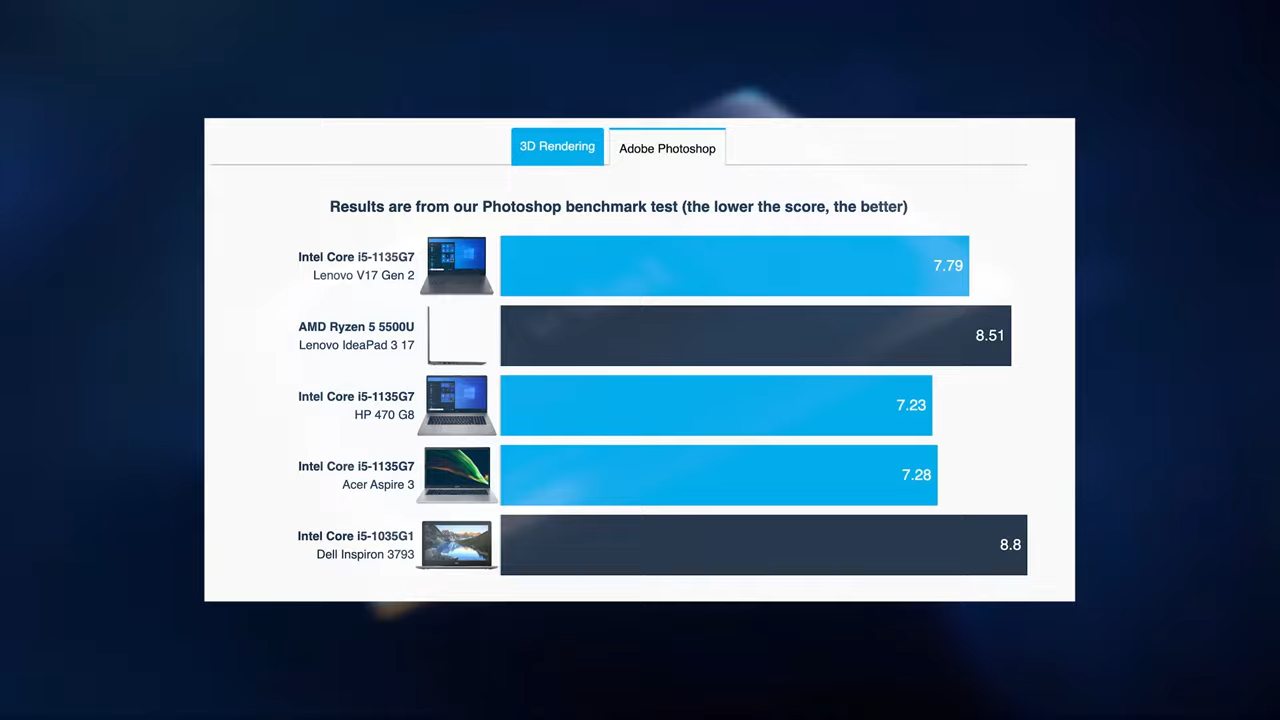 3D Rendering
Adobe Photoshop
Results are from our Photoshop benchmark test (the lower the score, the better)
Intel Core i5-1135G7
Lenovo V17 Gen 2
7.79
AMD Ryzen 5 5500U
Lenovo IdeaPad 3 17
8.51
Intel Core i5-1135G7
HP 470 G8
7.23
Intel Core i5-1135G7
Acer Aspire 3
7.28
Intel Core i5-1035G1
Dell Inspiron 3793
8.8